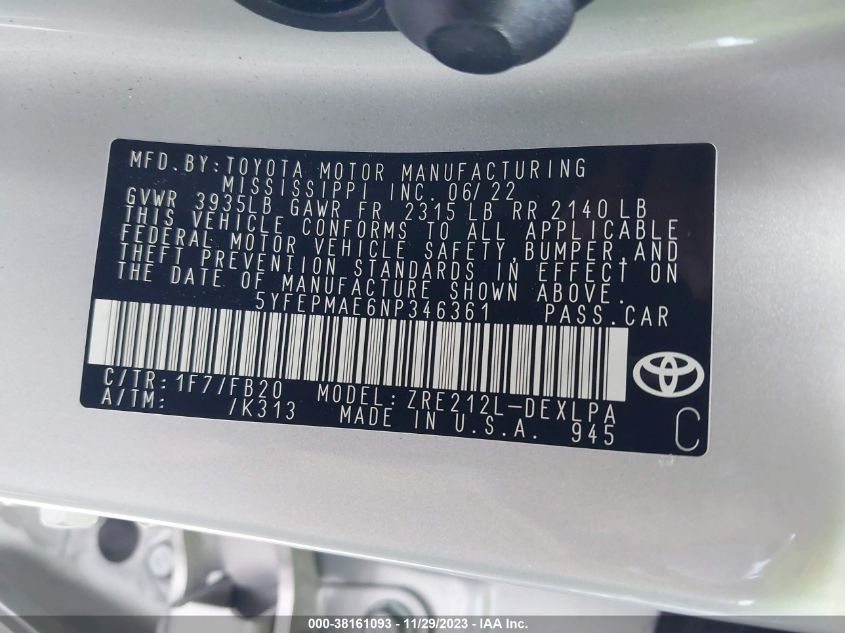 MFD.BY:TOYOTA MOTOR MANUFACTURING
MISSISSIPPI INC. 06/22
GVWR 3935LB GAWR FR 2315 LB RR 2140 LB
THIS VEHICLE CONFORMS TO ALL APPLICABLE
FEDERAL MOTOR VEHICLE SAFETY,BUMPER,AND
THEFT PREVENTION STANDARDS IN EFFECT ON
THE DATE OF MANUFACTURE SHOWN ABOVE.
5YFEPMAE6NP346361 PASS.CAR
C/TR:1F7/FB20 MODEL:ZRE212L-DEXLPA
A/TM: /K313 MADE IN U.S.A. 945
C
000-38161093 - 11/29/2023 - IAA Inc.